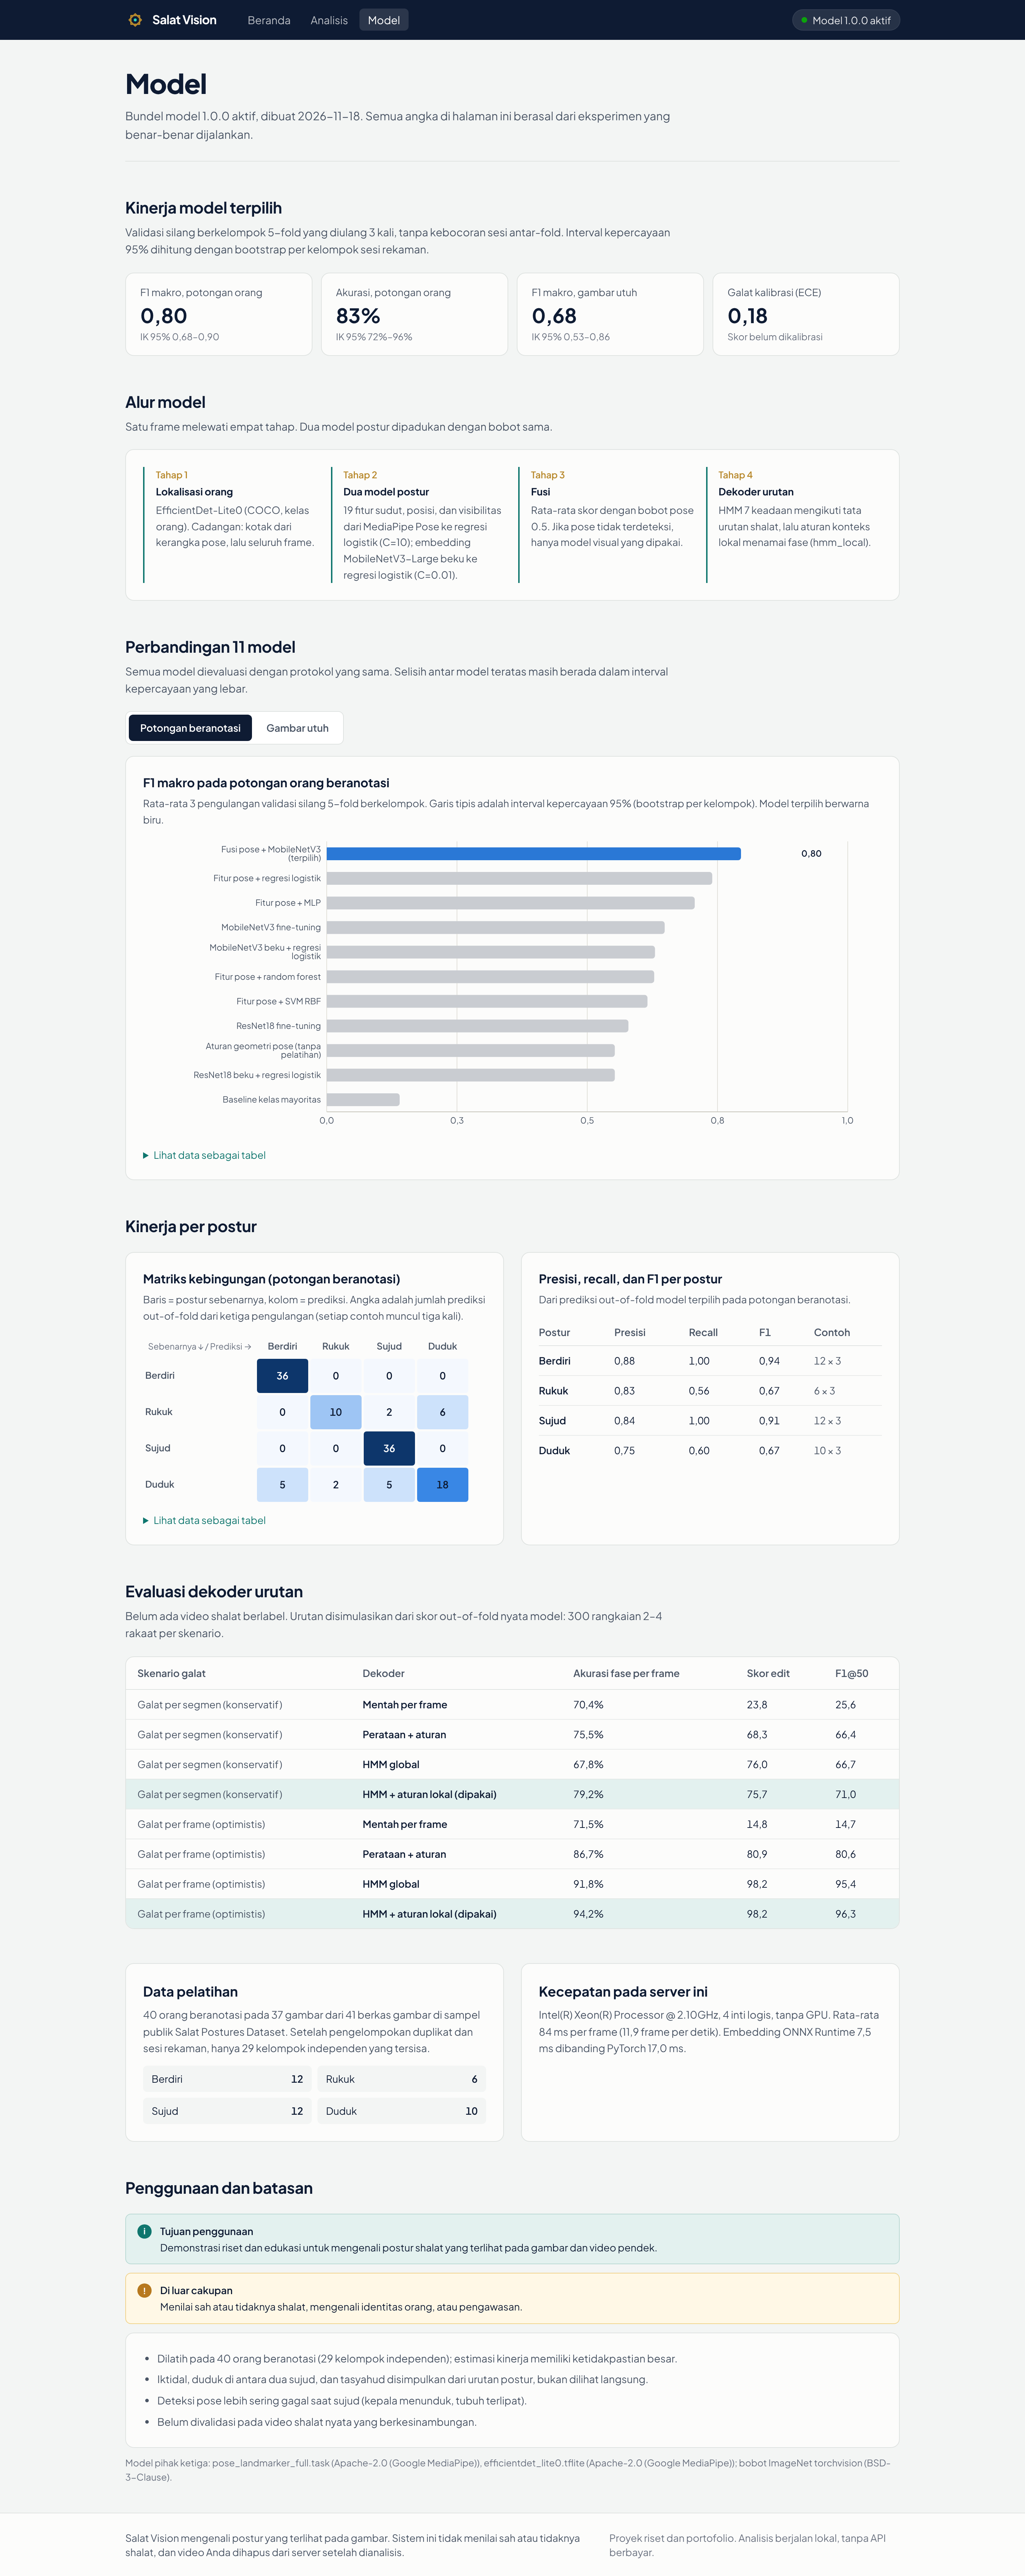 Salat Vision
Beranda
Analisis
Model
Model 1.0.0 aktif
Model
Bundel model 1.0.0 aktif, dibuat 2026-11-18. Semua angka di halaman ini berasal dari eksperimen yang
benar-benar dijalankan.
Kinerja model terpilih
Validasi silang berkelompok 5-fold yang diulang 3 kali, tanpa kebocoran sesi antar-fold. Interval kepercayaan
95% dihitung dengan bootstrap per kelompok sesi rekaman.
F1 makro, potongan orang
0,80
IK 95% 0,68–0,90
Akurasi, potongan orang
83%
IK 95% 72%–96%
F1 makro, gambar utuh
0,68
IK 95% 0,53–0,86
Galat kalibrasi (ECE)
0,18
Skor belum dikalibrasi
Alur model
Satu frame melewati empat tahap. Dua model postur dipadukan dengan bobot sama.
Tahap 1
Lokalisasi orang
EfficientDet-Lite0 (COCO, kelas
orang). Cadangan: kotak dari
kerangka pose, lalu seluruh frame.
Tahap 2
Dua model postur
19 fitur sudut, posisi, dan visibilitas
dari MediaPipe Pose ke regresi
logistik (C=10); embedding
MobileNetV3-Large beku ke
regresi logistik (C=0.01).
Tahap 3
Fusi
Rata-rata skor dengan bobot pose
0.5. Jika pose tidak terdeteksi,
hanya model visual yang dipakai.
Tahap 4
Dekoder urutan
HMM 7 keadaan mengikuti tata
urutan shalat, lalu aturan konteks
lokal menamai fase (hmm_local).
Perbandingan 11 model
Semua model dievaluasi dengan protokol yang sama. Selisih antar model teratas masih berada dalam interval
kepercayaan yang lebar.
Potongan beranotasi
Gambar utuh
F1 makro pada potongan orang beranotasi
Rata-rata 3 pengulangan validasi silang 5-fold berkelompok. Garis tipis adalah interval kepercayaan 95% (bootstrap per kelompok). Model terpilih berwarna
biru.
Fusi pose + MobileNetV3
(terpilih)
0,80
Fitur pose + regresi logistik
Fitur pose + MLP
MobileNetV3 fine-tuning
MobileNetV3 beku + regresi
logistik
Fitur pose + random forest
Fitur pose + SVM RBF
ResNet18 fine-tuning
Aturan geometri pose (tanpa
pelatihan)
ResNet18 beku + regresi logistik
Baseline kelas mayoritas
0,0
0,3
0,5
0,8
1,0
▶ Lihat data sebagai tabel
Kinerja per postur
Matriks kebingungan (potongan beranotasi)
Baris = postur sebenarnya, kolom = prediksi. Angka adalah jumlah prediksi
out-of-fold dari ketiga pengulangan (setiap contoh muncul tiga kali).
Sebenarnya ↓ / Prediksi → Berdiri Rukuk Sujud Duduk
Berdiri 36 0 0 0
Rukuk 0 10 2 6
Sujud 0 0 36 0
Duduk 5 2 5 18
▶ Lihat data sebagai tabel
Presisi, recall, dan F1 per postur
Dari prediksi out-of-fold model terpilih pada potongan beranotasi.
Postur Presisi Recall F1 Contoh
Berdiri 0,88 1,00 0,94 12 × 3
Rukuk 0,83 0,56 0,67 6 × 3
Sujud 0,84 1,00 0,91 12 × 3
Duduk 0,75 0,60 0,67 10 × 3
Evaluasi dekoder urutan
Belum ada video shalat berlabel. Urutan disimulasikan dari skor out-of-fold nyata model: 300 rangkaian 2–4
rakaat per skenario.
Skenario galat Dekoder Akurasi fase per frame Skor edit F1@50
Galat per segmen (konservatif) Mentah per frame 70,4% 23,8 25,6
Galat per segmen (konservatif) Perataan + aturan 75,5% 68,3 66,4
Galat per segmen (konservatif) HMM global 67,8% 76,0 66,7
Galat per segmen (konservatif) HMM + aturan lokal (dipakai) 79,2% 75,7 71,0
Galat per frame (optimistis) Mentah per frame 71,5% 14,8 14,7
Galat per frame (optimistis) Perataan + aturan 86,7% 80,9 80,6
Galat per frame (optimistis) HMM global 91,8% 98,2 95,4
Galat per frame (optimistis) HMM + aturan lokal (dipakai) 94,2% 98,2 96,3
Data pelatihan
40 orang beranotasi pada 37 gambar dari 41 berkas gambar di sampel
publik Salat Postures Dataset. Setelah pengelompokan duplikat dan
sesi rekaman, hanya 29 kelompok independen yang tersisa.
Berdiri 12
Rukuk 6
Sujud 12
Duduk 10
Kecepatan pada server ini
Intel(R) Xeon(R) Processor @ 2.10GHz, 4 inti logis, tanpa GPU. Rata-rata
84 ms per frame (11,9 frame per detik). Embedding ONNX Runtime 7,5
ms dibanding PyTorch 17,0 ms.
Penggunaan dan batasan
i
Tujuan penggunaan
Demonstrasi riset dan edukasi untuk mengenali postur shalat yang terlihat pada gambar dan video pendek.
!
Di luar cakupan
Menilai sah atau tidaknya shalat, mengenali identitas orang, atau pengawasan.
• Dilatih pada 40 orang beranotasi (29 kelompok independen); estimasi kinerja memiliki ketidakpastian besar.
• Iktidal, duduk di antara dua sujud, dan tasyahud disimpulkan dari urutan postur, bukan dilihat langsung.
• Deteksi pose lebih sering gagal saat sujud (kepala menunduk, tubuh terlipat).
• Belum divalidasi pada video shalat nyata yang berkesinambungan.
Model pihak ketiga: pose_landmarker_full.task (Apache-2.0 (Google MediaPipe)), efficientdet_lite0.tflite (Apache-2.0 (Google MediaPipe)); bobot ImageNet torchvision (BSD-
3-Clause).
Salat Vision mengenali postur yang terlihat pada gambar. Sistem ini tidak menilai sah atau tidaknya
shalat, dan video Anda dihapus dari server setelah dianalisis.
Proyek riset dan portofolio. Analisis berjalan lokal, tanpa API
berbayar.